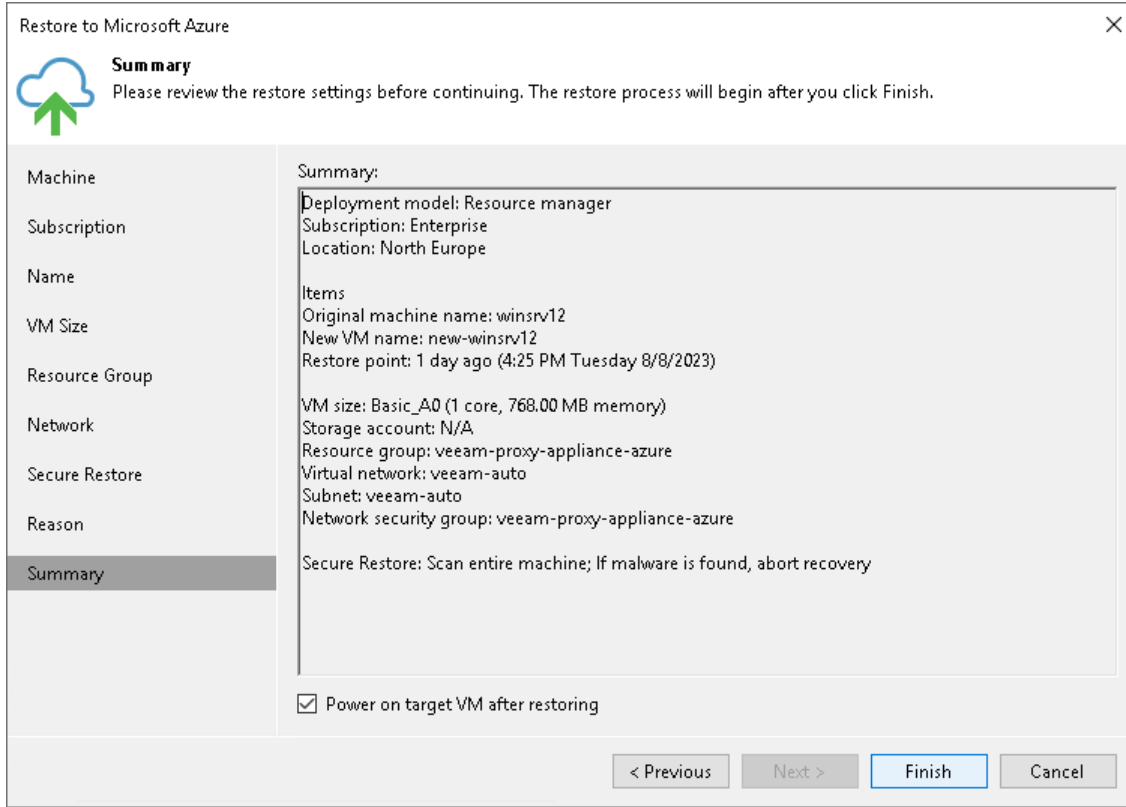 Restore to Microsoft Azure
Summary
Please review the restore settings before continuing. The restore process will begin after you click Finish.
Machine
Subscription
Name
VM Size
Resource Group
Network
Secure Restore
Reason
Summary
Summary:
Deployment model: Resource manager
Subscription: Enterprise
Location: North Europe
Items
Original machine name: winsrv12
New VM name: new-winsrv12
Restore point: 1 day ago (4:25 PM Tuesday 8/8/2023)
VM size: Basic_A0 (1 core, 768.00 MB memory)
Storage account: N/A
Resource group: veeam-proxy-appliance-azure
Virtual network: veeam-auto
Subnet: veeam-auto
Network security group: veeam-proxy-appliance-azure
Secure Restore: Scan entire machine; If malware is found, abort recovery
Power on target VM after restoring
< Previous
Next >
Finish
Cancel